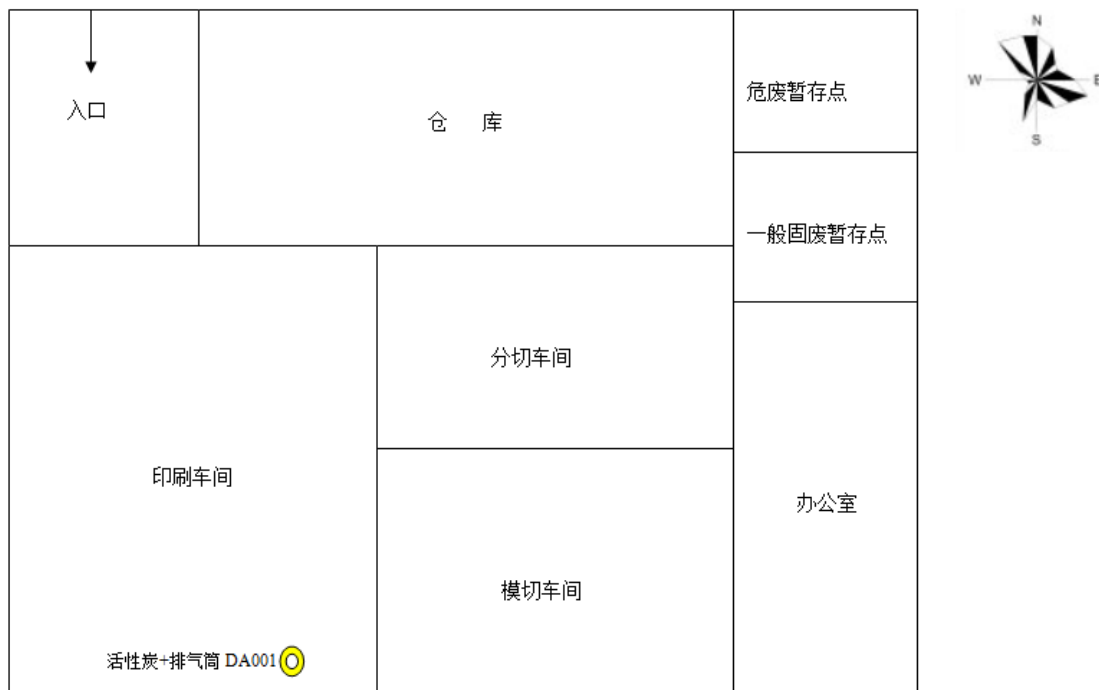 N
危废暂存点
W
E
入口
仓 库
S
一般固废暂存点
分切车间
印刷车间
办公室
模切车间
活性炭+排气筒 DA001